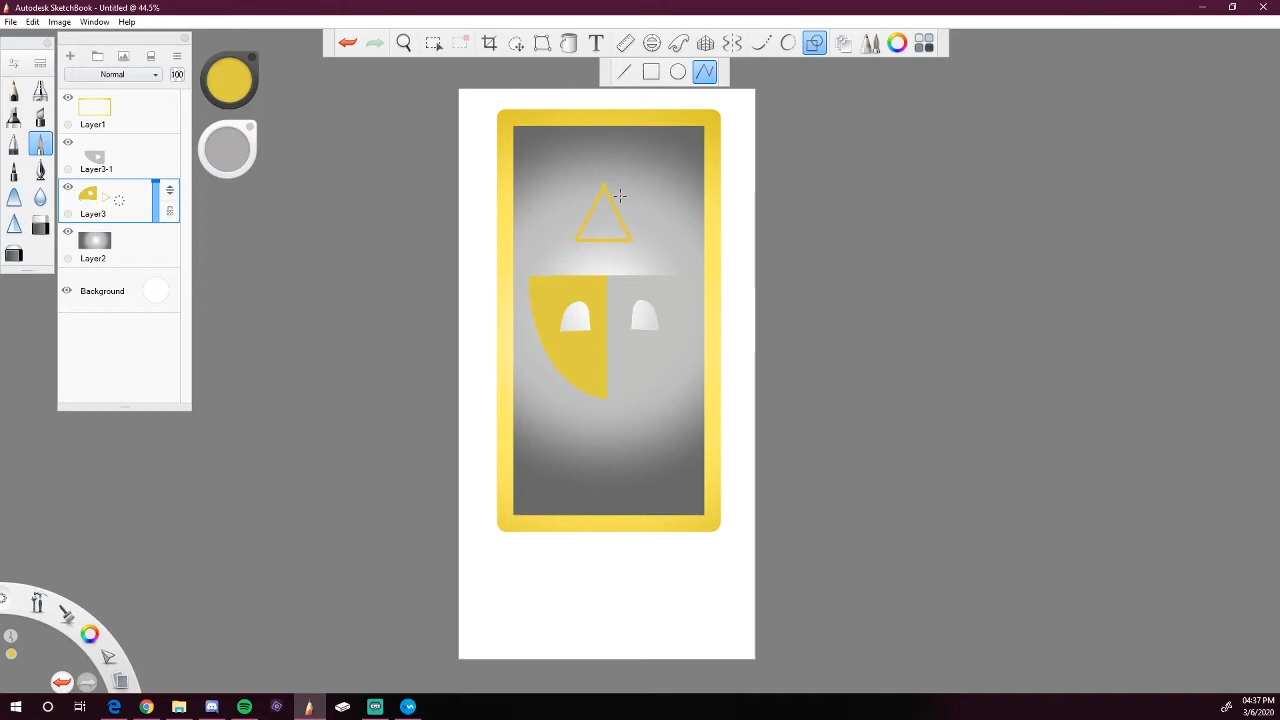 Autodesk SketchBook - Untitled @ 44.5%
File Edit Image Window Help
Normal
100
Layer1
Layer3-1
Layer3
Layer2
Background
04:37 PM
3/6/2020